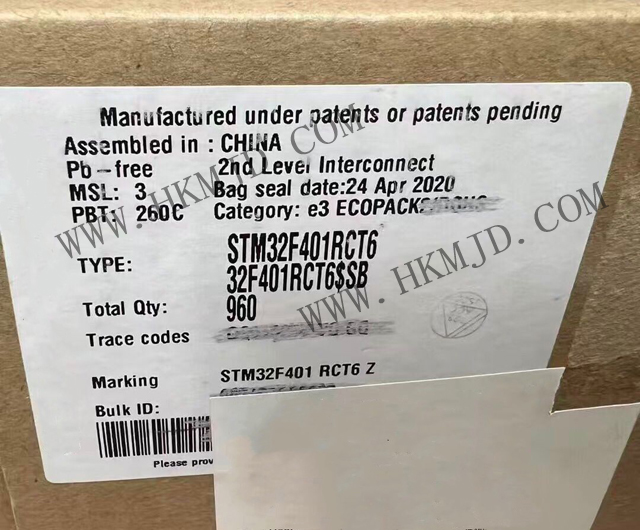 Manufactured under patents or patents pending
Assembled in : CHINA
Pb-free 2nd Level Interconnect
MSL: 3 Bag seal date:24 Apr 2020
PBT: 260C Category: e3 ECOPACK
TYPE: STM32F401RCT6
32F401RCT6$SB
Total Qty: 960
Trace codes
Marking STM32F401 RCT6 Z
Bulk ID:
Please prov
WWW.HKMJD.COM
WWW.HKMJD.COM